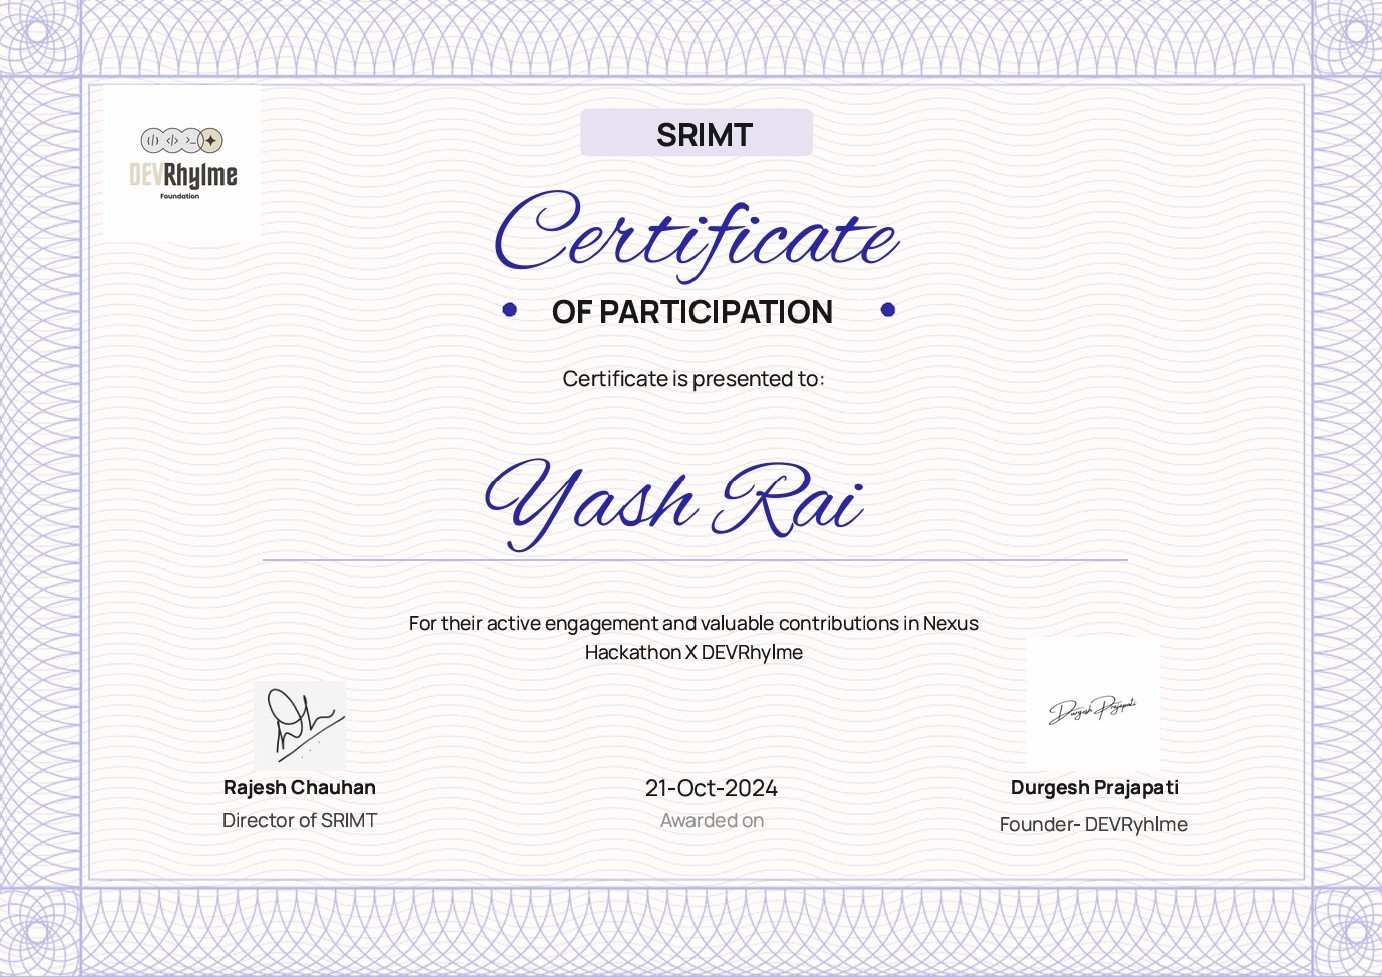 DEVRhylme
Foundation
SRIMT
Certificate
OF PARTICIPATION
Certificate is presented to:
Yash Rai
For their active engagement and valuable contributions in Nexus
Hackathon X DEVRhylme
Durgesh Prajapati
Rajesh Chauhan
Director of SRIMT
21-Oct-2024
Awarded on
Durgesh Prajapati
Founder- DEVRyhlme